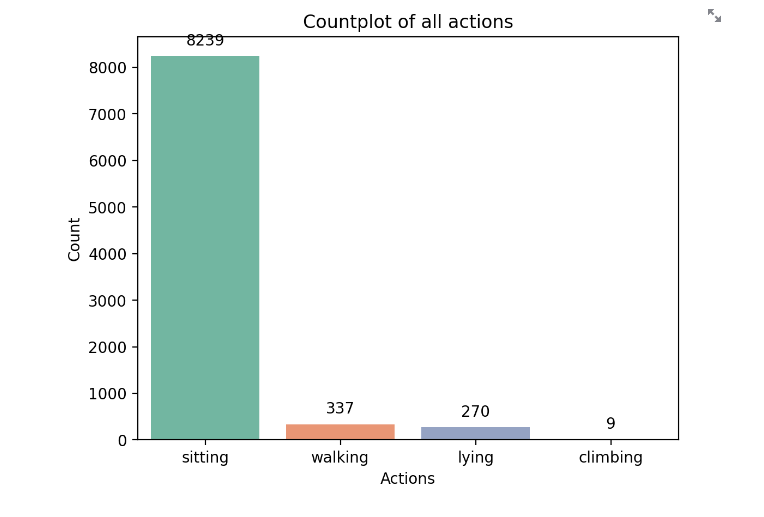 Countplot of all actions
8239
8000
7000
6000
5000
4000
3000
2000
1000
0
Count
337
270
9
sitting
walking
lying
climbing
Actions